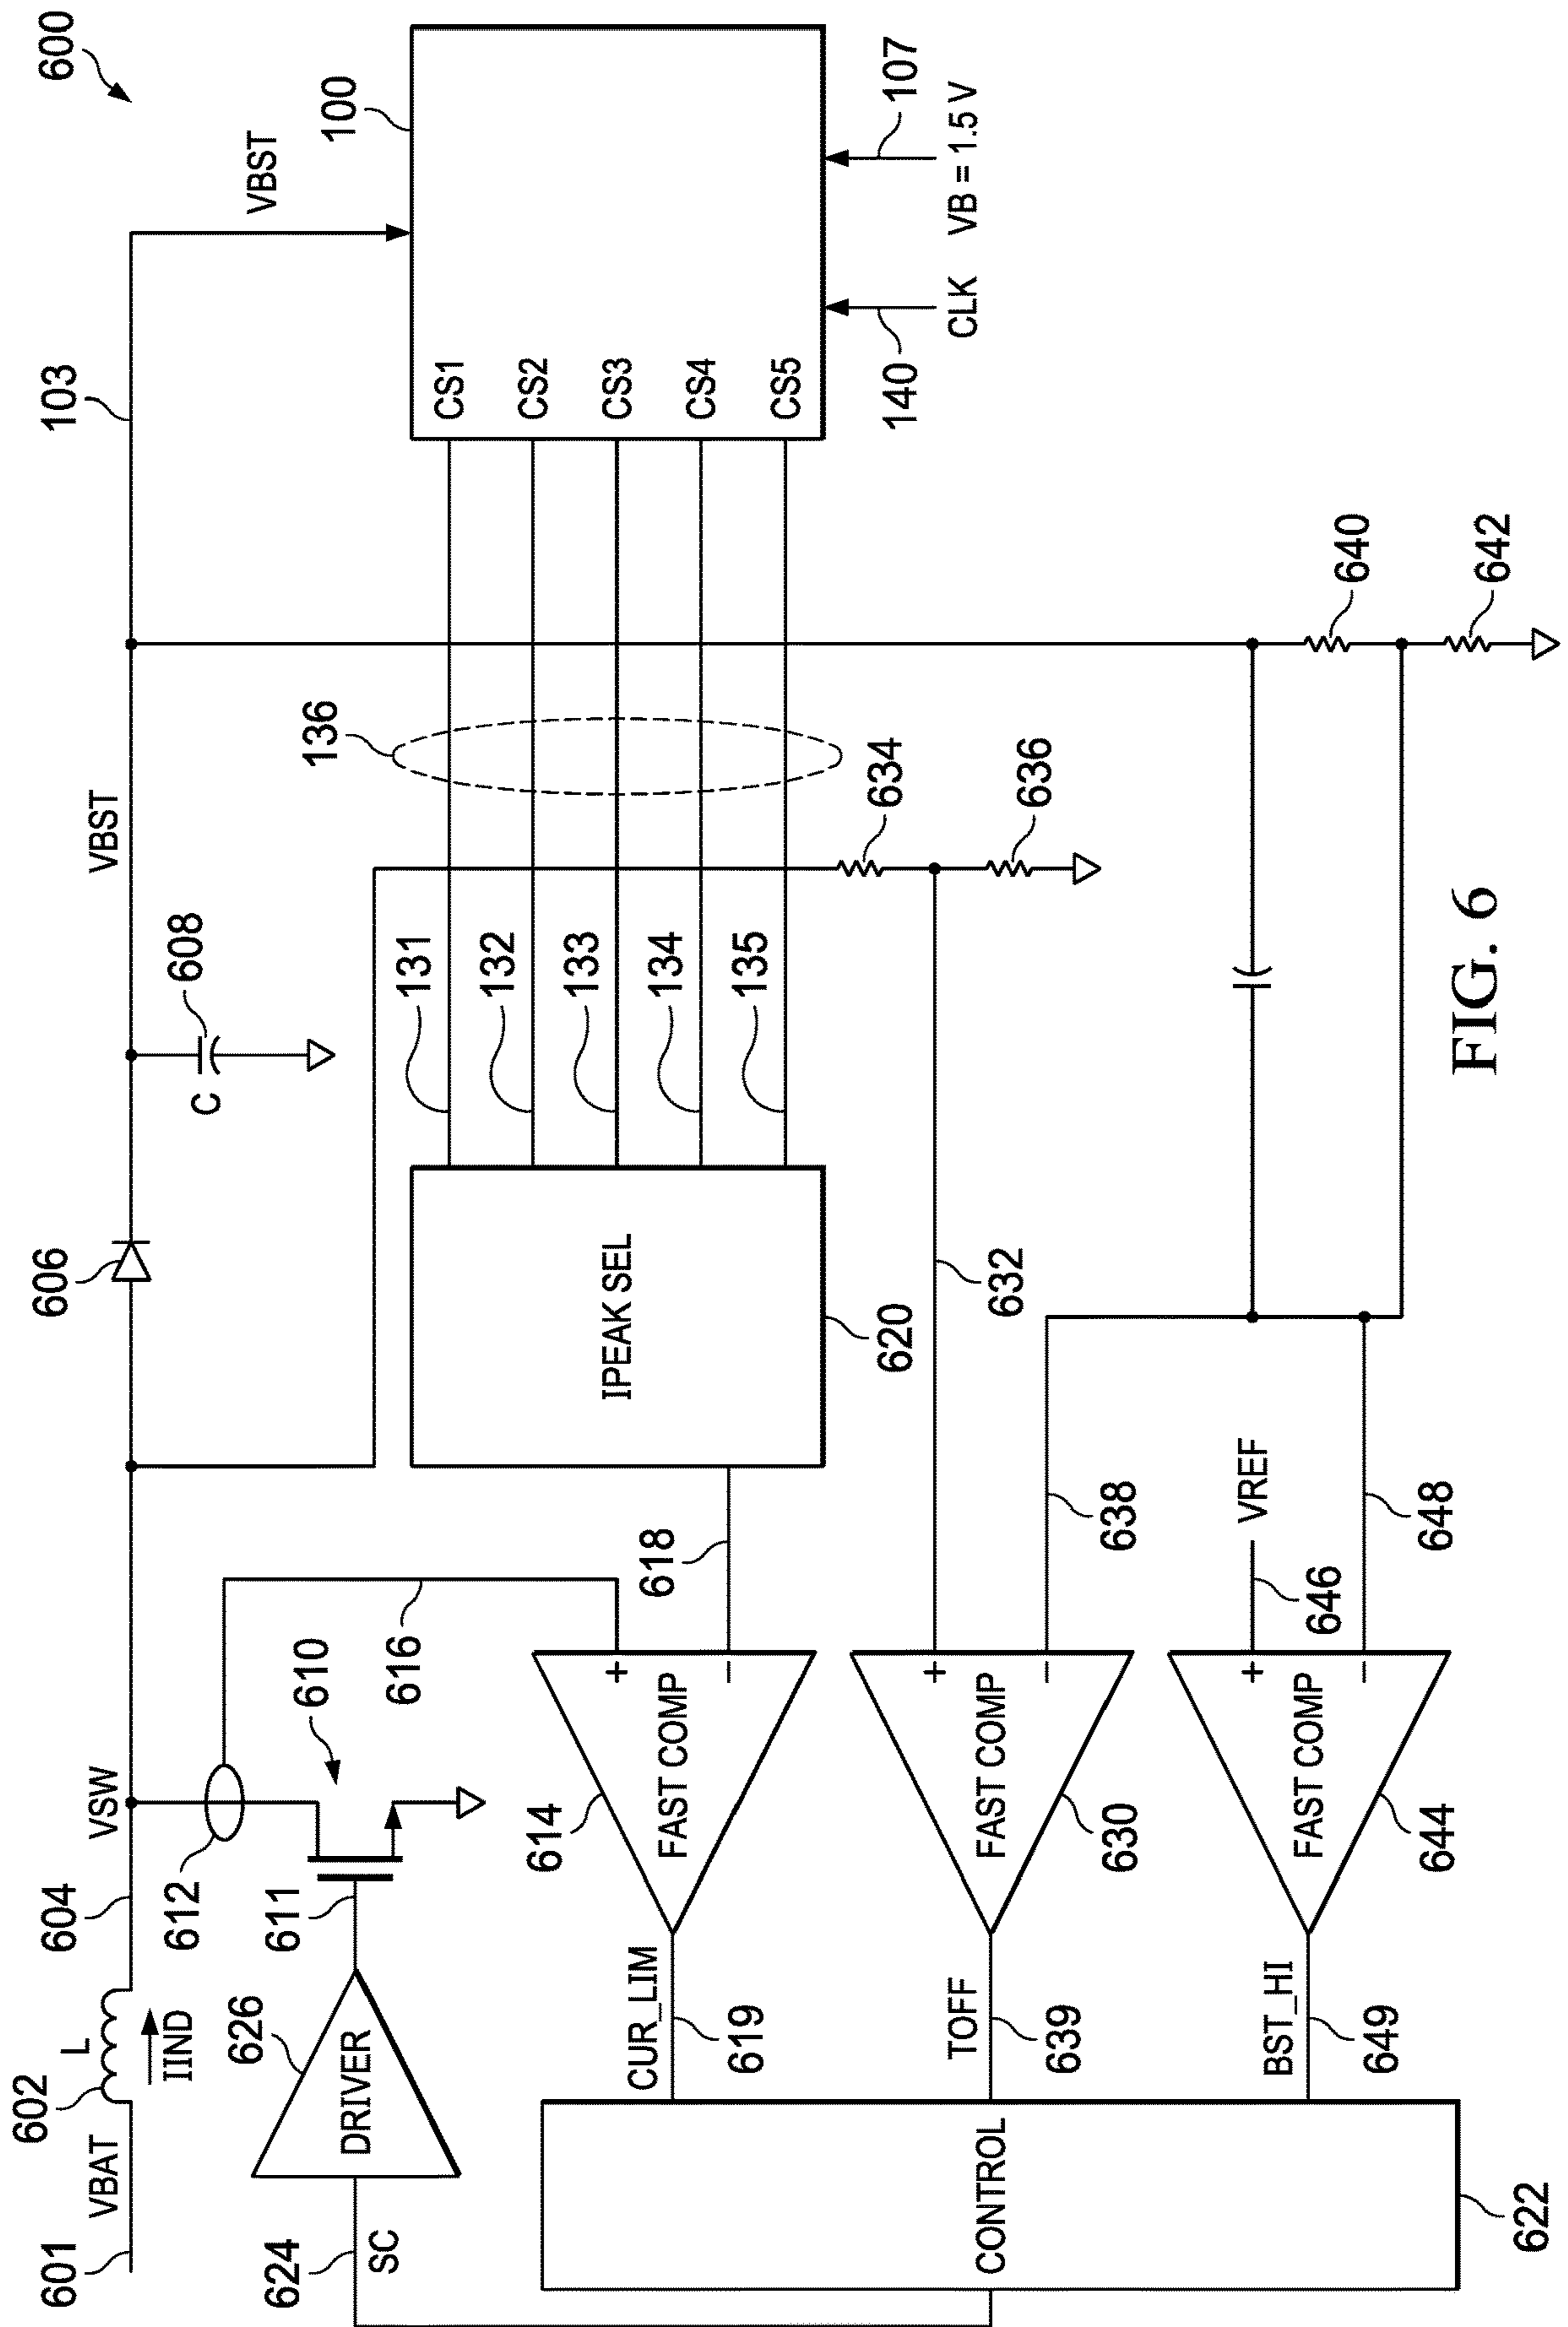 600
601
VBAT
602
L
IIND
604
VSW
606
VBST
608
C
103
VBST
100
CS1
CS2
CS3
CS4
CS5
140
CLK
107
VB = 1.5 V
136
131
132
133
134
135
IPEAK SEL
620
612
610
611
616
618
626
DRIVER
624
SC
614
+
−
FAST COMP
CUR_LIM
619
634
636
632
638
630
+
−
FAST COMP
TOFF
639
640
642
VREF
646
648
644
+
−
FAST COMP
BST_HI
649
CONTROL
622
FIG. 6